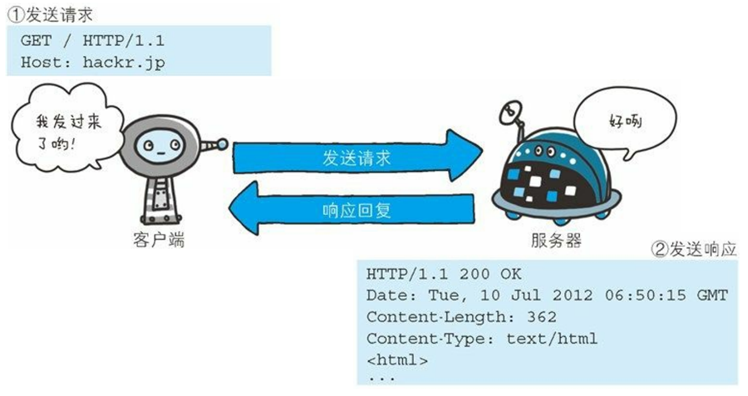 ①发送请求
GET / HTTP/1.1
Host: hackr.jp
我发过来
了哟!
好咧
发送请求
响应回复
客户端
服务器
②发送响应
HTTP/1.1 200 OK
Date: Tue, 10 Jul 2012 06:50:15 GMT
Content-Length: 362
Content-Type: text/html
<html>
...